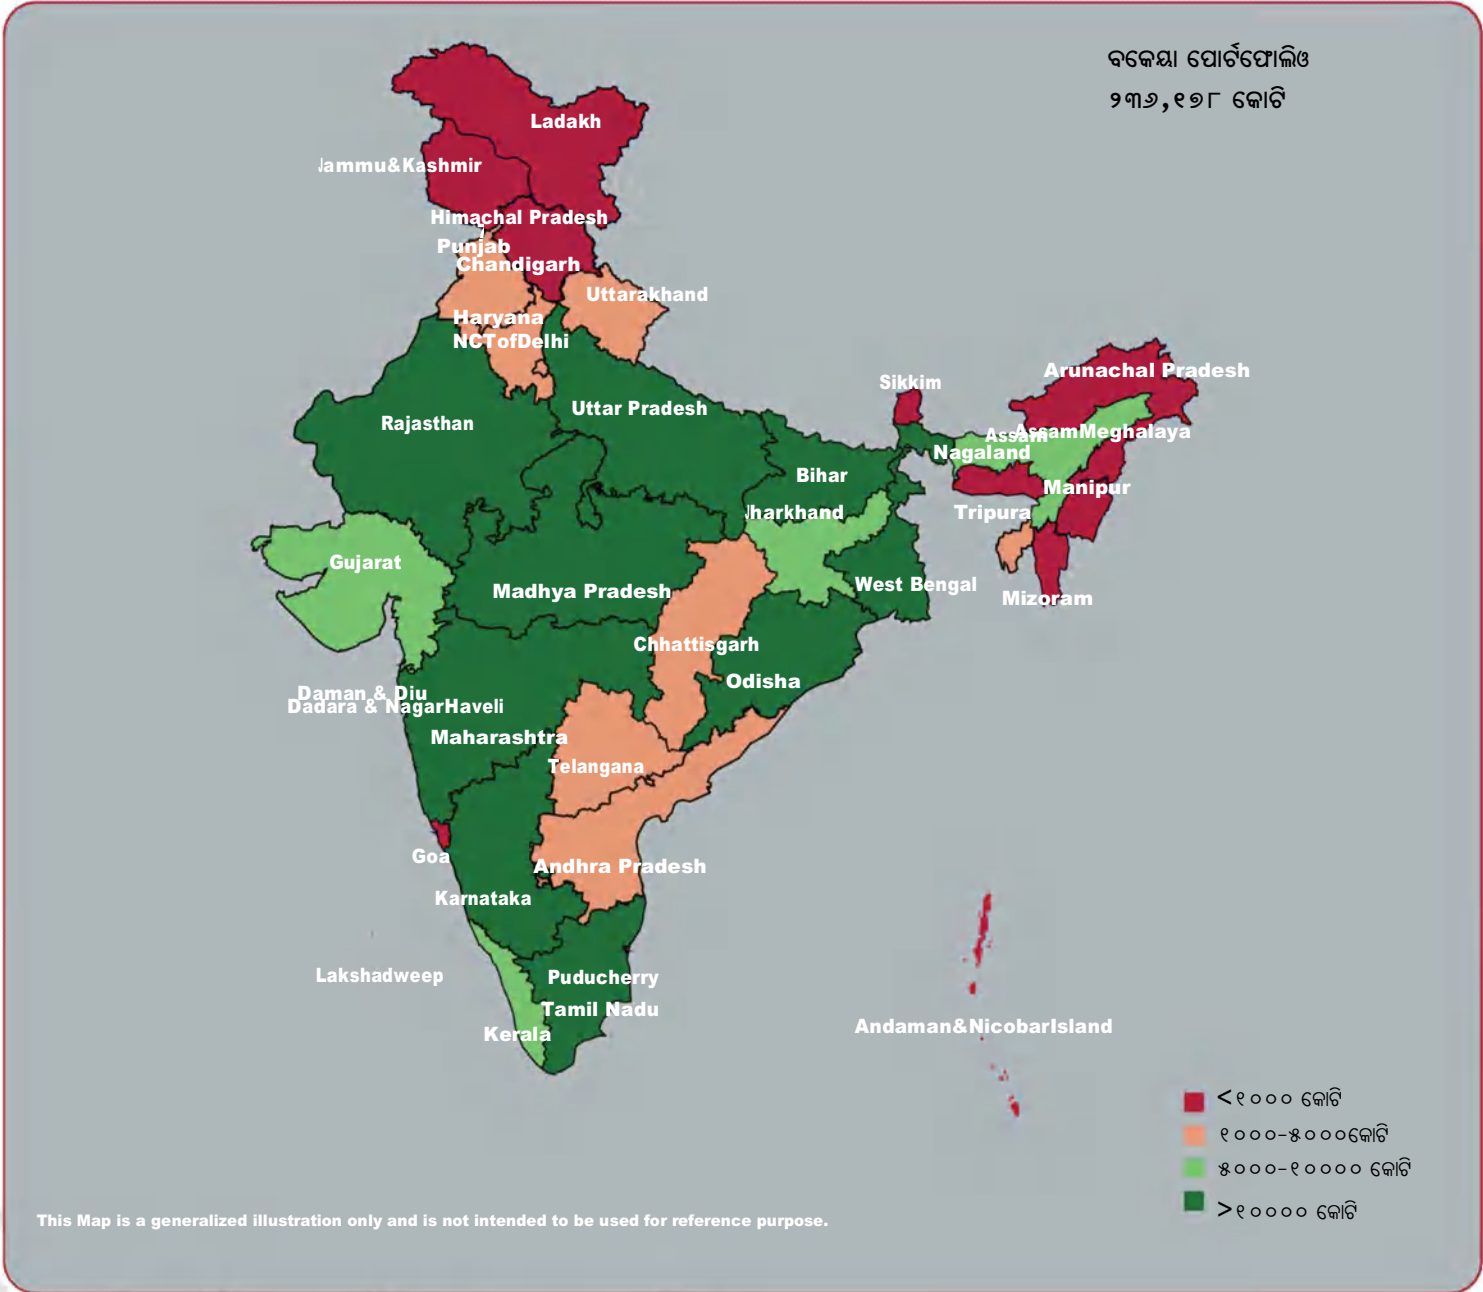 ବକେୟା ପୋର୍ଟଫୋଲିଓ
୨୩୬,୧୭୮ କୋଟି
Ladakh
Jammu&Kashmir
Himachal Pradesh
Punjab
Chandigarh
Uttarakhand
Haryana
NCTofDelhi
Arunachal Pradesh
Sikkim
Uttar Pradesh
Rajasthan
Assam
AssamMeghalaya
Nagaland
Bihar
Manipur
Jharkhand
Tripura
Gujarat
West Bengal
Madhya Pradesh
Mizoram
Chhattisgarh
Odisha
Daman & Diu
Dadara & NagarHaveli
Maharashtra
Telangana
Goa
Andhra Pradesh
Karnataka
Lakshadweep
Puducherry
Tamil Nadu
Kerala
Andaman&NicobarIsland
<୧୦୦୦ କୋଟି
୧୦୦୦-୫୦୦୦କୋଟି
୫୦୦୦-୧୦୦୦୦ କୋଟି
>୧୦୦୦୦ କୋଟି
This Map is a generalized illustration only and is not intended to be used for reference purpose.